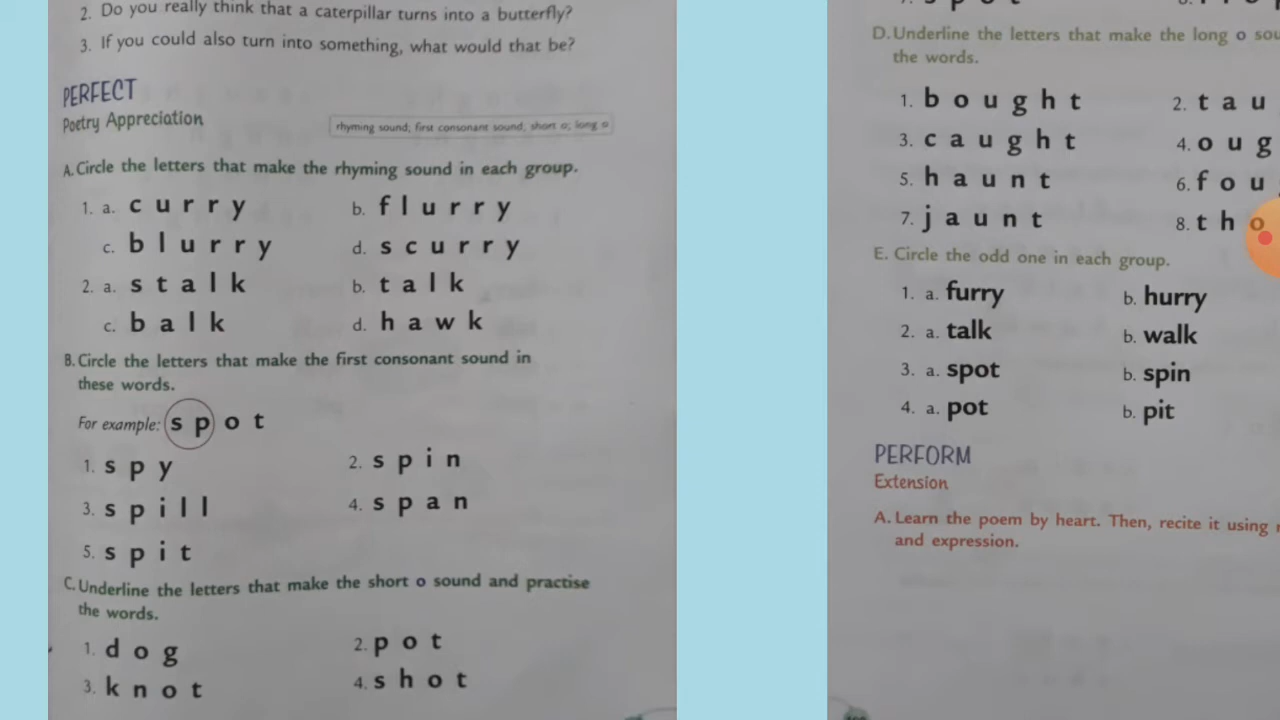 2. Do you really think that a caterpillar turns into a butterfly?
3. If you could also turn into something, what would that be?
PERFECT
Poetry Appreciation
rhyming sound; first consonant sound; short o; long o
A. Circle the letters that make the rhyming sound in each group.
1. a. c u r r y b. f l u r r y
c. b l u r r y d. s c u r r y
2. a. s t a l k b. t a l k
c. b a l k d. h a w k
B. Circle the letters that make the first consonant sound in
these words.
For example: s p o t
1. s p y 2. s p i n
3. s p i l l 4. s p a n
5. s p i t
C. Underline the letters that make the short o sound and practise
the words.
1. d o g 2. p o t
3. k n o t 4. s h o t
D. Underline the letters that make the long o sou
the words.
1. b o u g h t 2. t a u
3. c a u g h t 4. o u g
5. h a u n t 6. f o u
7. j a u n t 8. t h o
E. Circle the odd one in each group.
1. a. furry b. hurry
2. a. talk b. walk
3. a. spot b. spin
4. a. pot b. pit
PERFORM
Extension
A. Learn the poem by heart. Then, recite it using
and expression.